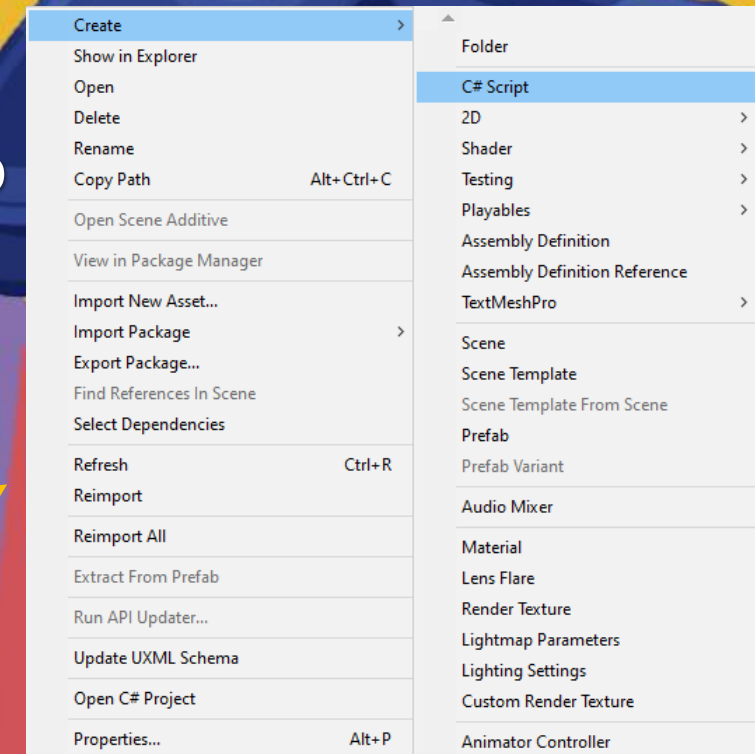 Create
Show in Explorer
Open
Delete
Rename
Copy Path Alt+Ctrl+C
Open Scene Additive
View in Package Manager
Import New Asset...
Import Package
Export Package...
Find References In Scene
Select Dependencies
Refresh Ctrl+R
Reimport
Reimport All
Extract From Prefab
Run API Updater...
Update UXML Schema
Open C# Project
Properties... Alt+P
Folder
C# Script
2D
Shader
Testing
Playables
Assembly Definition
Assembly Definition Reference
TextMeshPro
Scene
Scene Template
Scene Template From Scene
Prefab
Prefab Variant
Audio Mixer
Material
Lens Flare
Render Texture
Lightmap Parameters
Lighting Settings
Custom Render Texture
Animator Controller